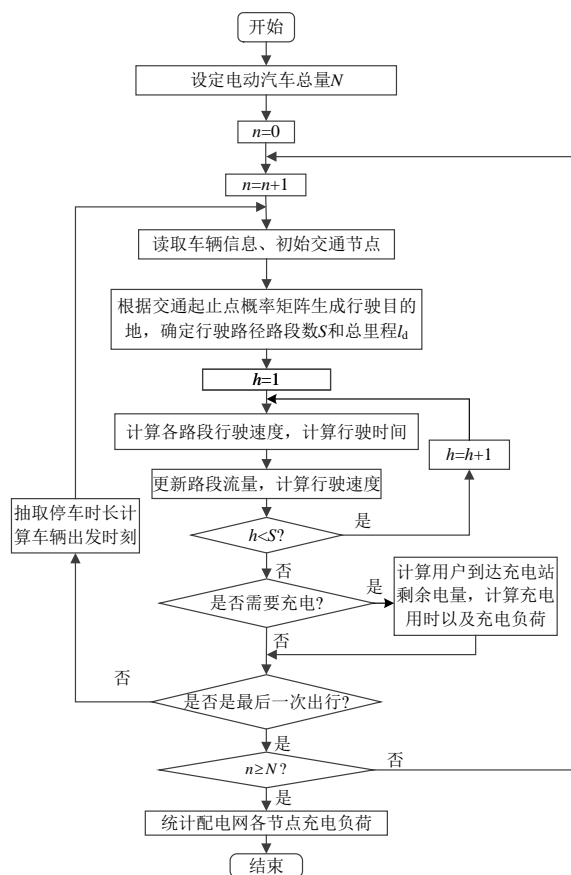 开始
设定电动汽车总量N
n=0
n=n+1
读取车辆信息、初始交通节点
根据交通起止点概率矩阵生成行驶目的
地，确定行驶路径路段数S和总里程ld
h=1
计算各路段行驶速度，计算行驶时间
h=h+1
更新路段流量，计算行驶速度
抽取停车时长计
算车辆出发时刻
h<S?
是
否
是否需要充电?
是
计算用户到达充电站
剩余电量，计算充电
用时以及充电负荷
否
否
是否是最后一次出行?
是
n≥N?
否
是
统计配电网各节点充电负荷
结束